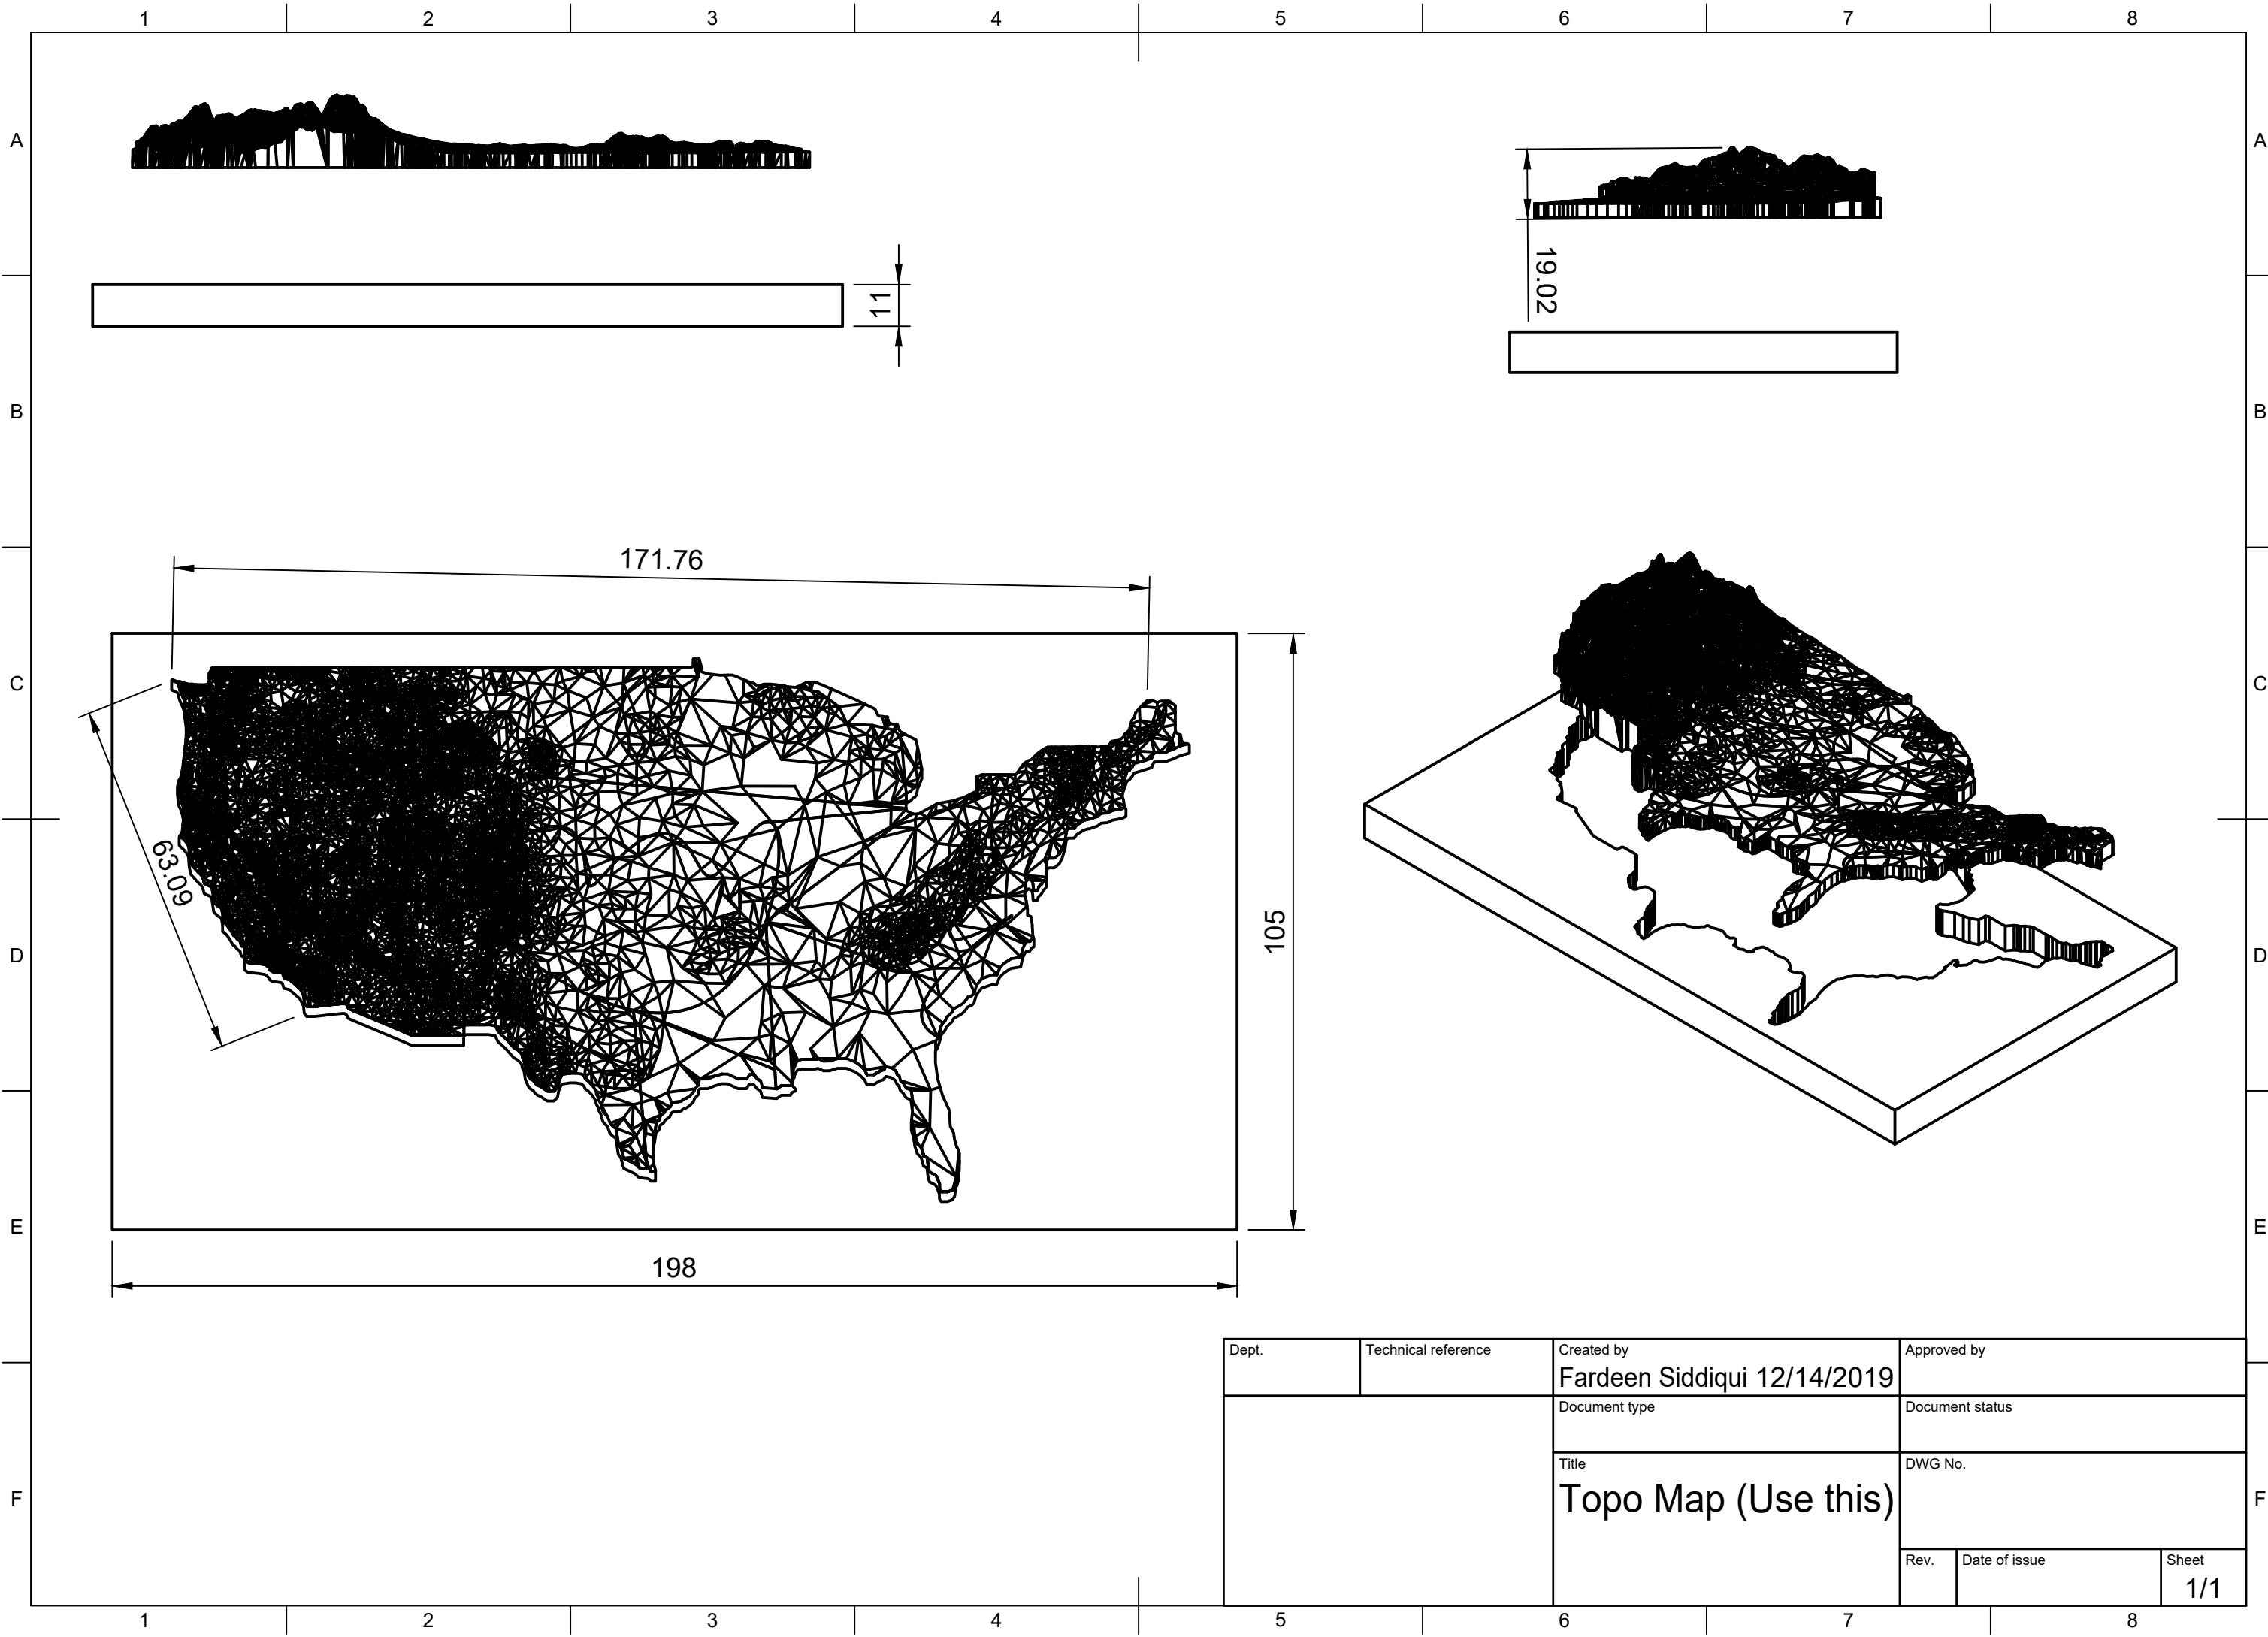 1 2 3 4 5 6 7 8
A A
19.02
11
B B
171.76
C C
63.09
105
D D
E E
198
Dept. Technical reference Created by Approved by
Fardeen Siddiqui 12/14/2019
Document type Document status
Title DWG No.
Topo Map (Use this)
F F
Rev. Date of issue Sheet
1/1
1 2 3 4 5 6 7 8